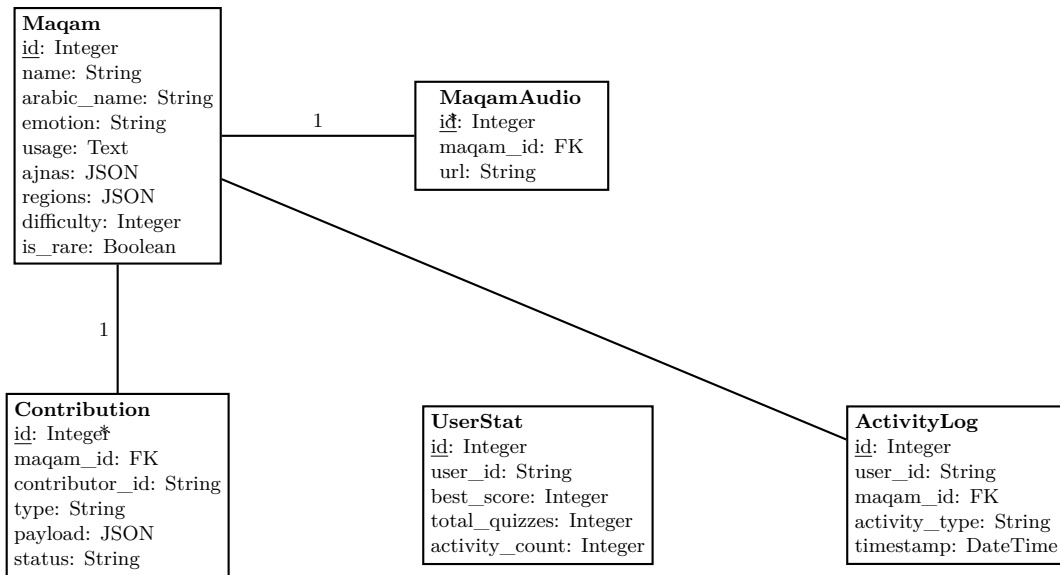 Maqam
id: Integer
name: String
arabic_name: String
emotion: String
usage: Text
ajnas: JSON
regions: JSON
difficulty: Integer
is_rare: Boolean
1
MaqamAudio
id: Integer
*
maqam_id: FK
url: String
1
Contribution
id: Integer
*
maqam_id: FK
contributor_id: String
type: String
payload: JSON
status: String
UserStat
id: Integer
user_id: String
best_score: Integer
total_quizzes: Integer
activity_count: Integer
ActivityLog
id: Integer
user_id: String
maqam_id: FK
activity_type: String
timestamp: DateTime